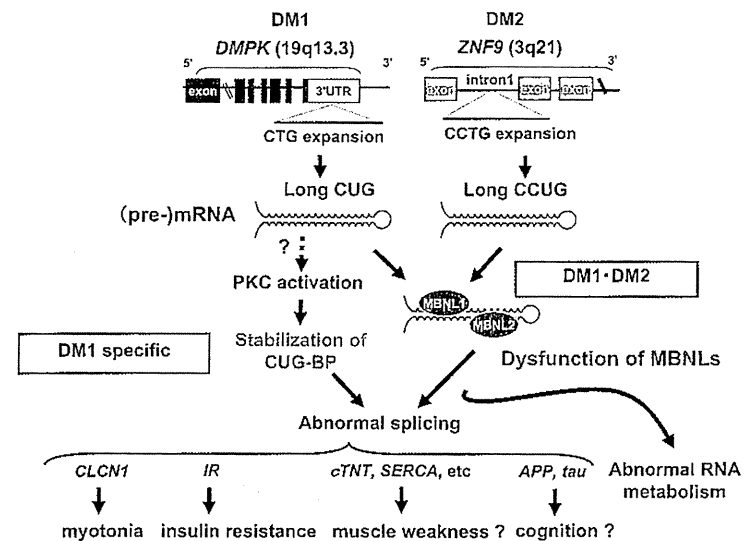 DM1
DM2
DMPK (19q13.3)
ZNF9 (3q21)
5'
3'
5'
3'
exon
3'UTR
exon
intron1
exon
exon
CTG expansion
CCTG expansion
Long CUG
Long CCUG
(pre-)mRNA
?
PKC activation
MBNL1
MBNL2
DM1・DM2
DM1 specific
Stabilization of
CUG-BP
Dysfunction of MBNLs
Abnormal splicing
CLCN1
IR
cTNT, SERCA, etc
APP, tau
Abnormal RNA
metabolism
myotonia
insulin resistance
muscle weakness ?
cognition ?